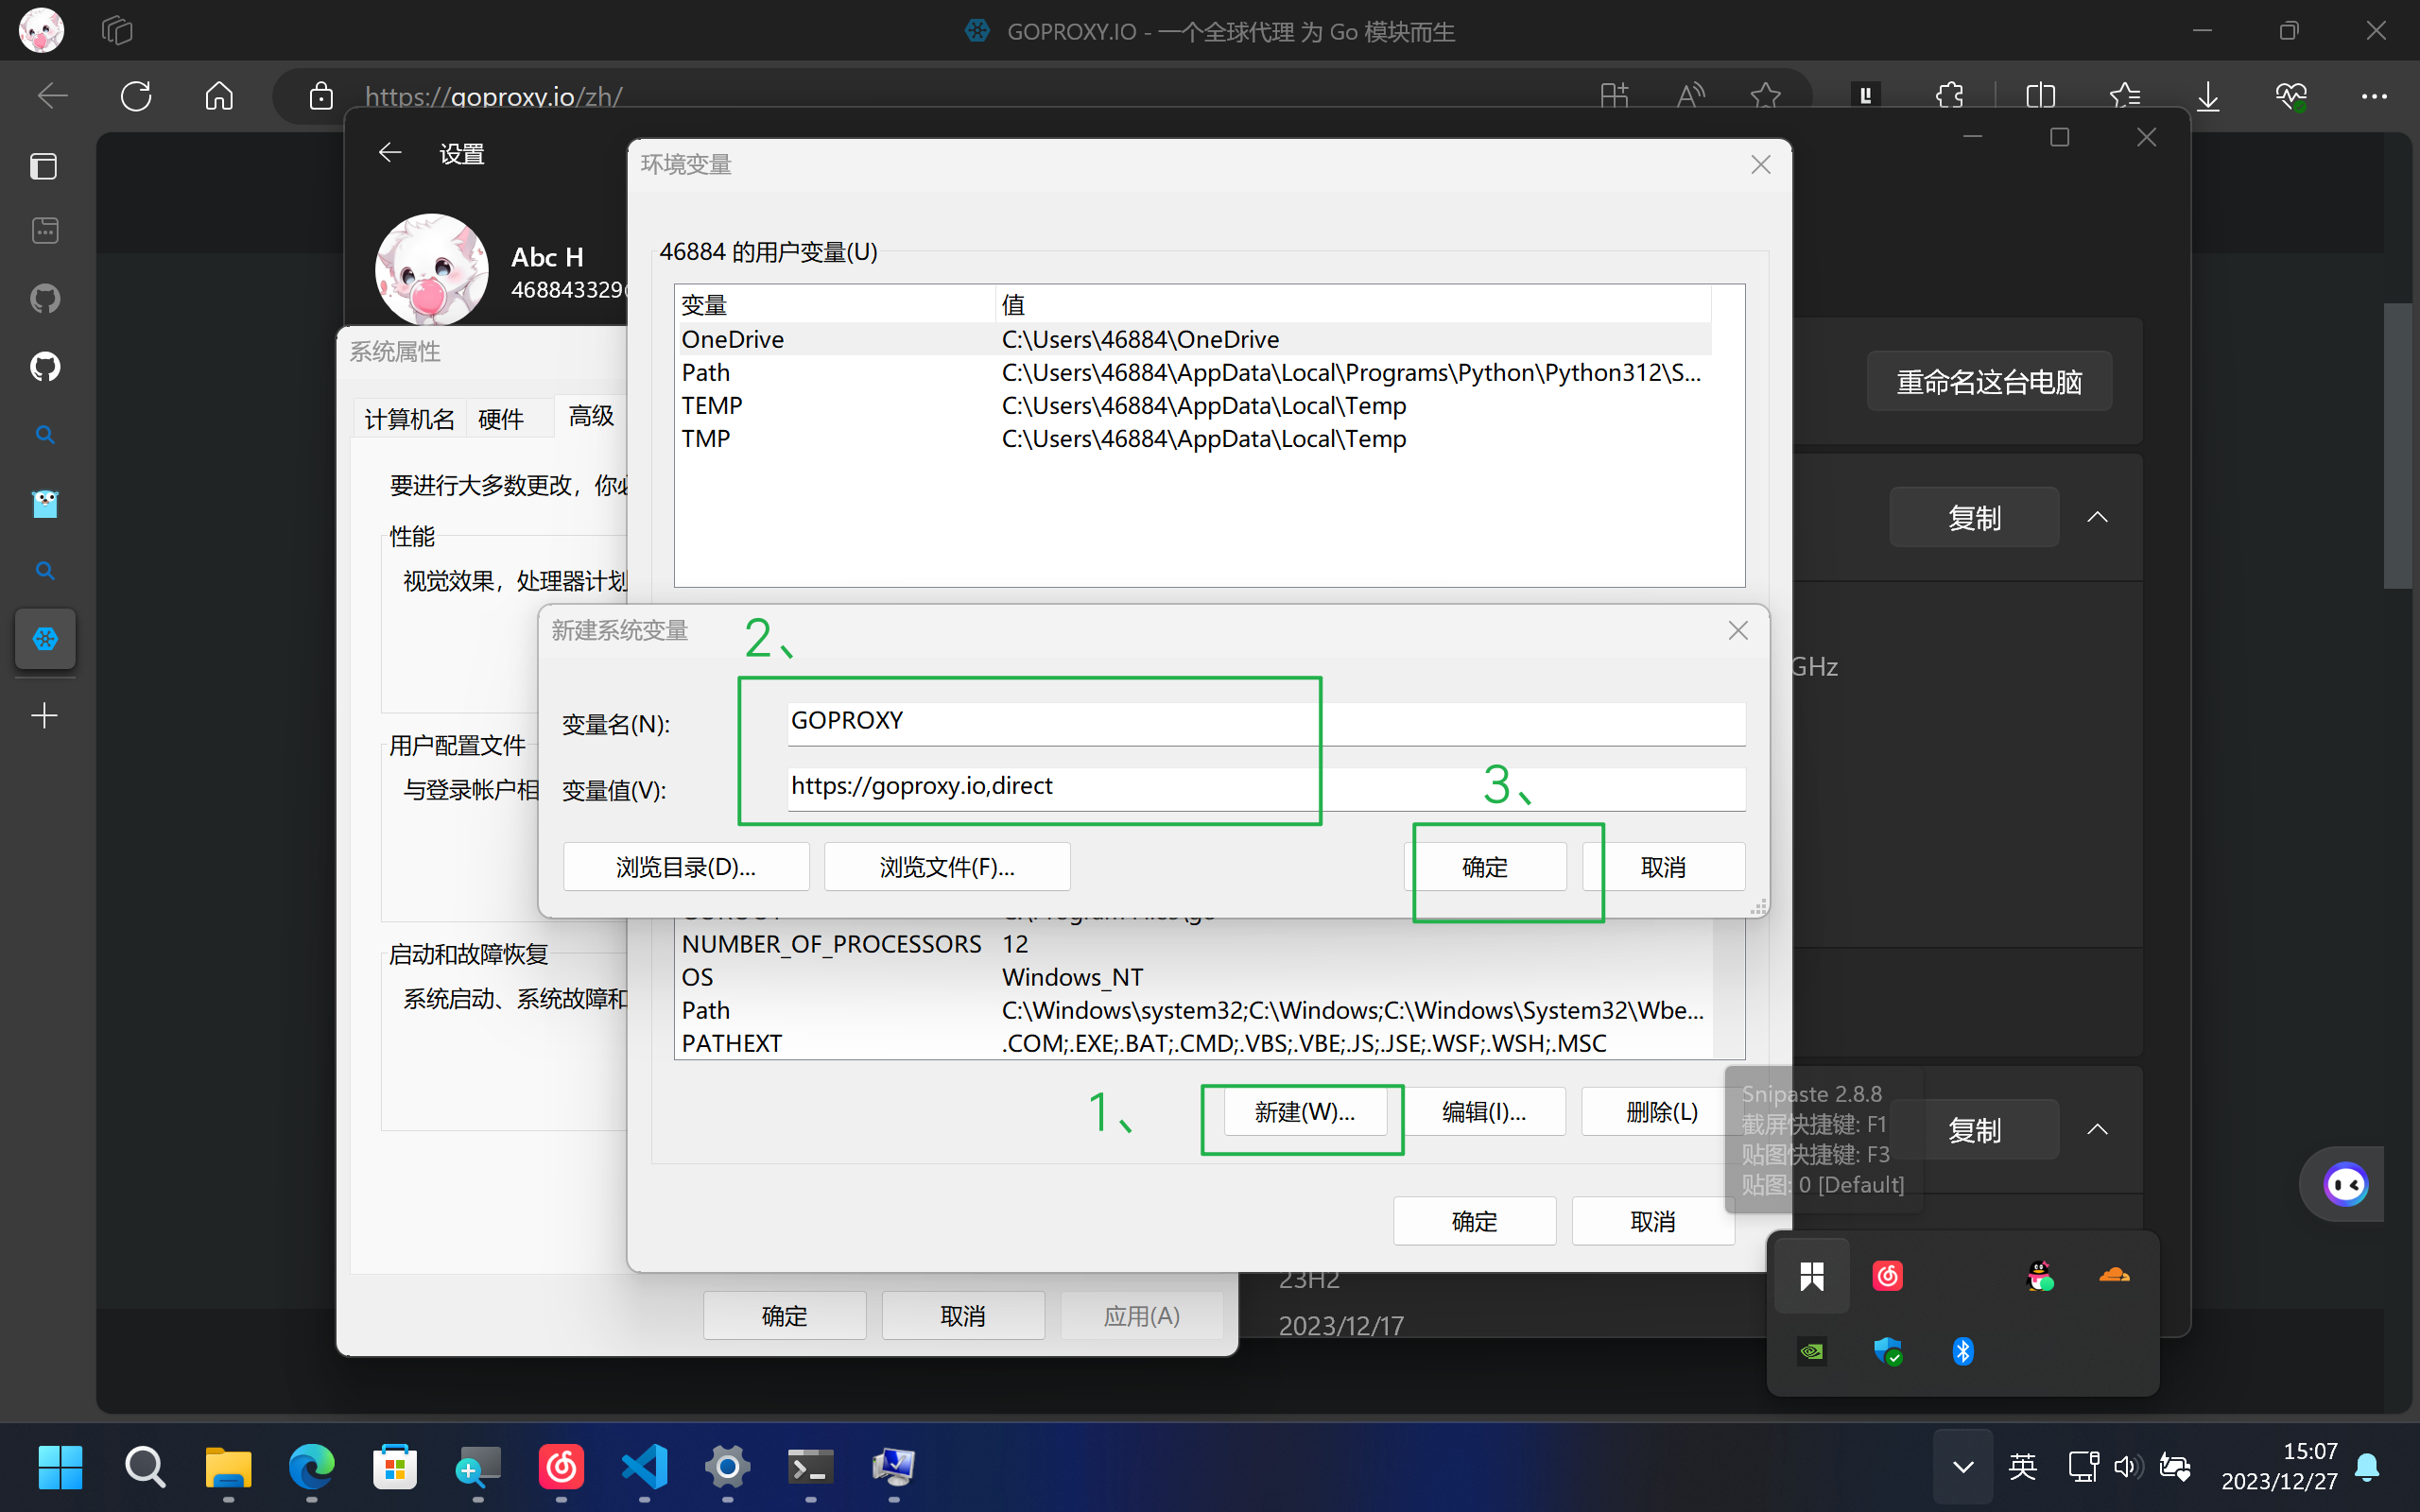 GOPROXY.IO - 一个全球代理 为 Go 模块而生
https://goproxy.io/zh/
设置
Abc H
468843329
环境变量
46884 的用户变量(U)
变量 值
OneDrive C:\Users\46884\OneDrive
Path C:\Users\46884\AppData\Local\Programs\Python\Python312\S...
TEMP C:\Users\46884\AppData\Local\Temp
TMP C:\Users\46884\AppData\Local\Temp
重命名这台电脑
复制
GHz
系统属性
计算机名 硬件 高级
要进行大多数更改，你必
性能
视觉效果，处理器计划
用户配置文件
与登录帐户相
启动和故障恢复
系统启动、系统故障和
新建系统变量
2、
变量名(N): GOPROXY
变量值(V): https://goproxy.io,direct
3、
浏览目录(D)... 浏览文件(F)... 确定 取消
NUMBER_OF_PROCESSORS 12
OS Windows_NT
Path C:\Windows\system32;C:\Windows;C:\Windows\System32\Wbe...
PATHEXT .COM;.EXE;.BAT;.CMD;.VBS;.VBE;.JS;.JSE;.WSF;.WSH;.MSC
1、
新建(W)... 编辑(I)... 删除(L)
Snipaste 2.8.8
截屏快捷键: F1
贴图快捷键: F3
贴图: 0 [Default]
复制
确定 取消
确定 取消 应用(A)
23H2
2023/12/17
英
15:07
2023/12/27